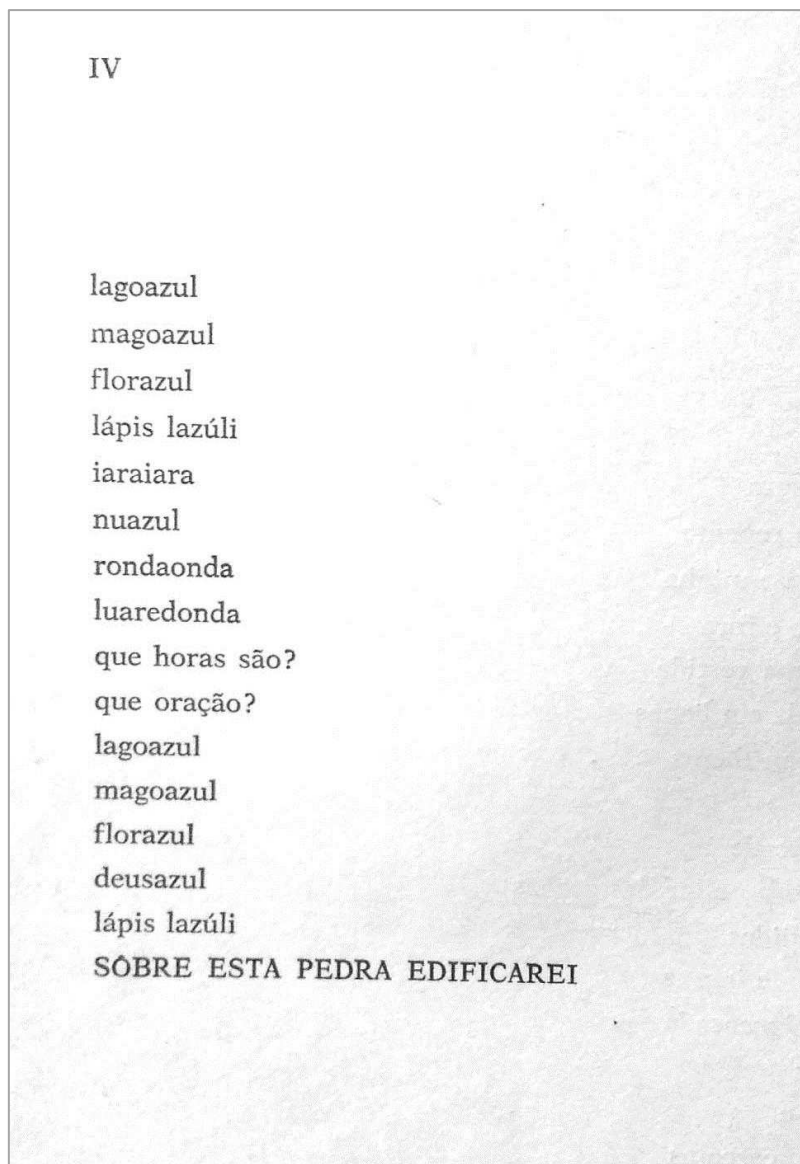 IV
lagoazul
magoazul
florazul
lápis lazúli
iaraiara
nuazul
rondaonda
luaredonda
que horas são?
que oração?
lagoazul
magoazul
florazul
deusazul
lápis lazúli
SÔBRE ESTA PEDRA EDIFICAREI